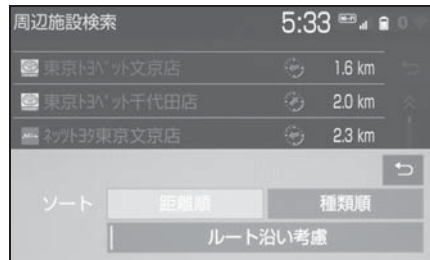 周辺施設検索 5:33
東京ﾄﾖﾍﾟｯﾄ文京店 1.6 km
東京ﾄﾖﾍﾟｯﾄ千代田店 2.0 km
ﾈｯﾂﾄﾖﾀ東京文京店 2.3 km
ソート 距離順 種類順
ルート沿い考慮